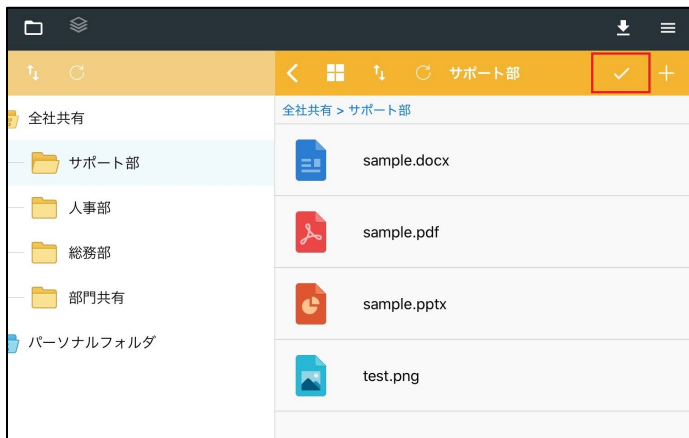 サポート部
全社共有
サポート部
人事部
総務部
部門共有
パーソナルフォルダ
全社共有 > サポート部
sample.docx
sample.pdf
sample.pptx
test.png